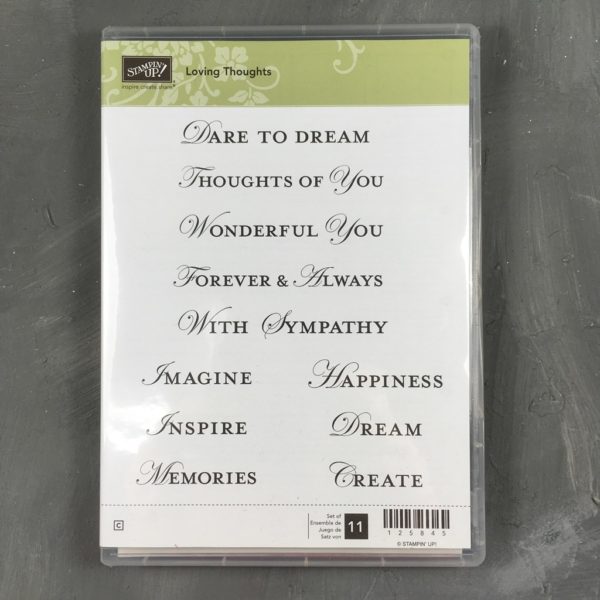 STAMPIN' UP!
inspire.create.share®
Loving Thoughts
DARE TO DREAM
THOUGHTS OF YOU
WONDERFUL YOU
FOREVER & ALWAYS
WITH SYMPATHY
IMAGINE HAPPINESS
INSPIRE DREAM
MEMORIES CREATE
C
Set of
Ensemble de
Juego de
Satz von
11
125845
© STAMPIN' UP!